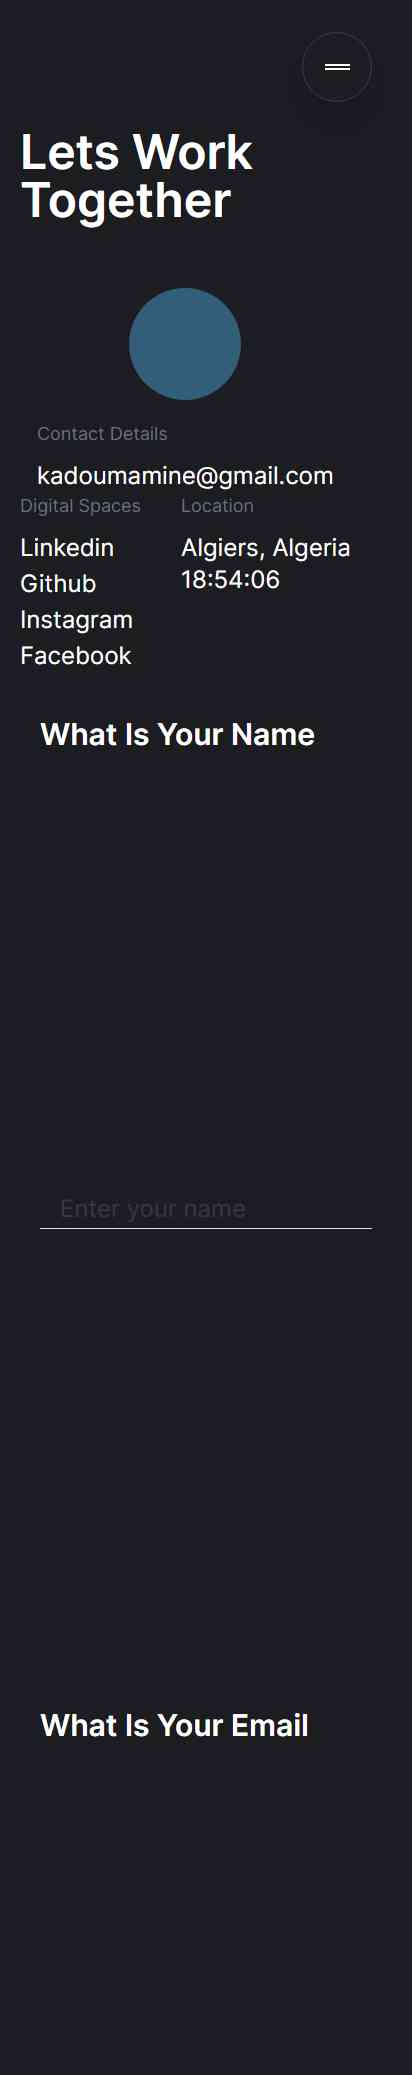 Lets Work
Together
Contact Details
kadoumamine@gmail.com
Digital Spaces
Linkedin
Github
Instagram
Facebook
Location
Algiers, Algeria
18:54:06
What Is Your Name
Enter your name
What Is Your Email